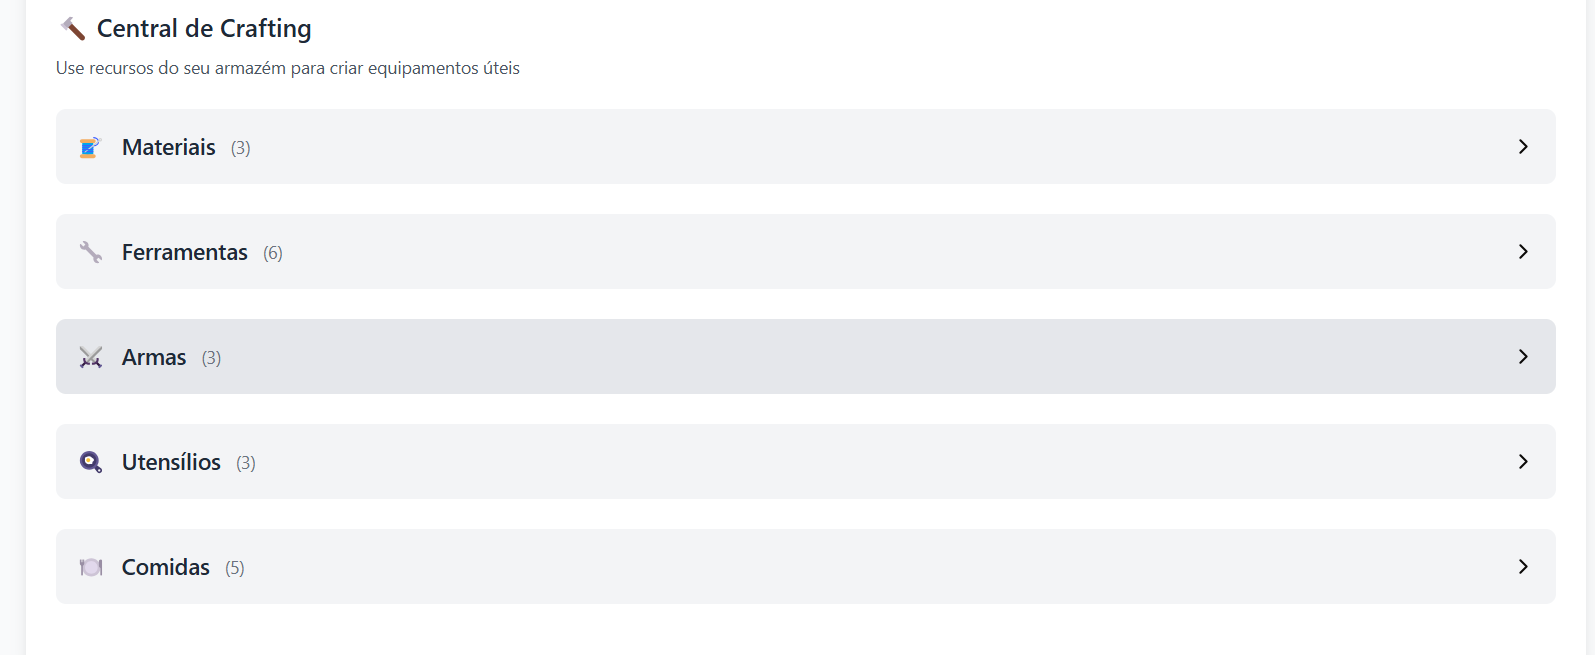 Central de Crafting
Use recursos do seu armazém para criar equipamentos úteis
Materiais (3)
Ferramentas (6)
Armas (3)
Utensílios (3)
Comidas (5)